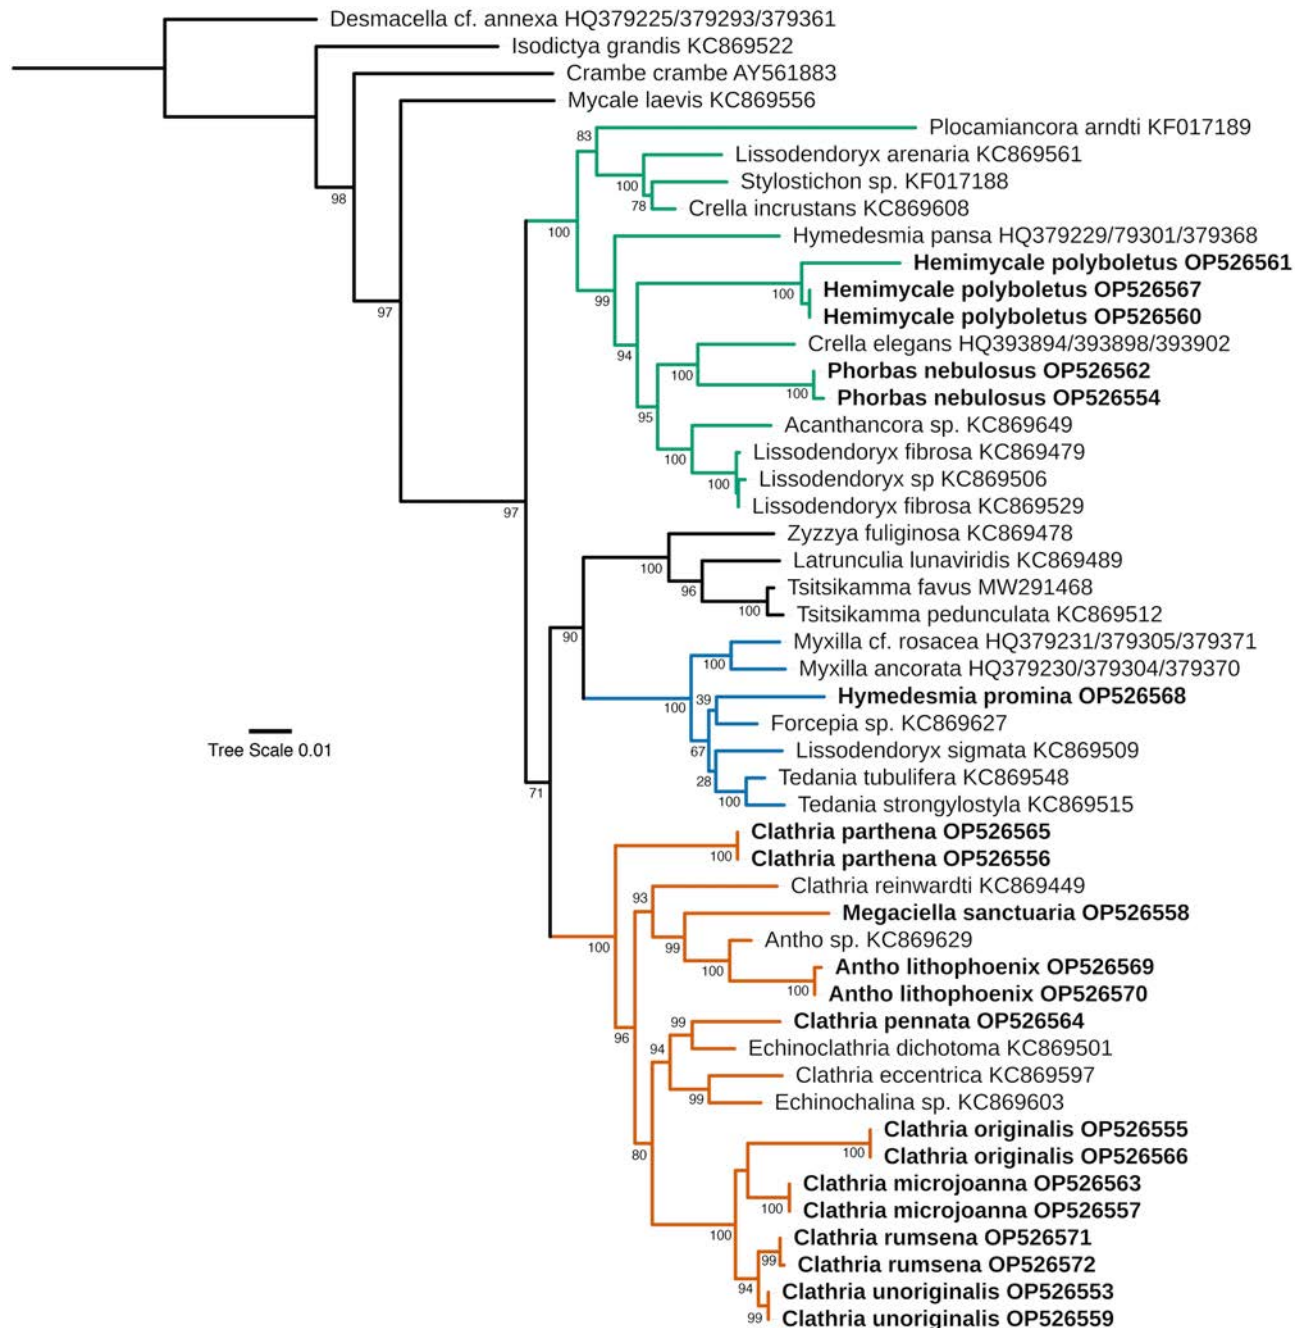 Desmacella cf. annexa HQ379225/379293/379361
Isodictya grandis KC869522
Crambe crambe AY561883
Mycale laevis KC869556
Plocamiancora arndti KF017189
83
Lissodendoryx arenaria KC869561
100
Stylostichon sp. KF017188
98
78
Crella incrustans KC869608
100
Hymedesmia pansa HQ379229/79301/379368
Hemimycale polyboletus OP526561
100
Hemimycale polyboletus OP526567
99
97
Hemimycale polyboletus OP526560
Crella elegans HQ393894/393898/393902
94
Phorbas nebulosus OP526562
100
100
Phorbas nebulosus OP526554
95
Acanthancora sp. KC869649
Lissodendoryx fibrosa KC869479
100
Lissodendoryx sp KC869506
100
Lissodendoryx fibrosa KC869529
97
Zyzzya fuliginosa KC869478
Latrunculia lunaviridis KC869489
100
Tsitsikamma favus MW291468
96
Tsitsikamma pedunculata KC869512
100
90
Myxilla cf. rosacea HQ379231/379305/379371
100
Myxilla ancorata HQ379230/379304/379370
Hymedesmia promina OP526568
39
100
Forcepia sp. KC869627
Tree Scale 0.01
67
Lissodendoryx sigmata KC869509
Tedania tubulifera KC869548
28
71
100
Tedania strongylostyla KC869515
Clathria parthena OP526565
100
Clathria parthena OP526556
Clathria reinwardti KC869449
93
Megaciella sanctuaria OP526558
Antho sp. KC869629
100
99
Antho lithophoenix OP526569
100
100
Antho lithophoenix OP526570
Clathria pennata OP526564
99
96
Echinoclathria dichotoma KC869501
94
Clathria eccentrica KC869597
99
Echinochalina sp. KC869603
Clathria originalis OP526555
100
80
Clathria originalis OP526566
Clathria microjoanna OP526563
100
Clathria microjoanna OP526557
100
Clathria rumsena OP526571
99
Clathria rumsena OP526572
94
Clathria unoriginalis OP526553
99
Clathria unoriginalis OP526559